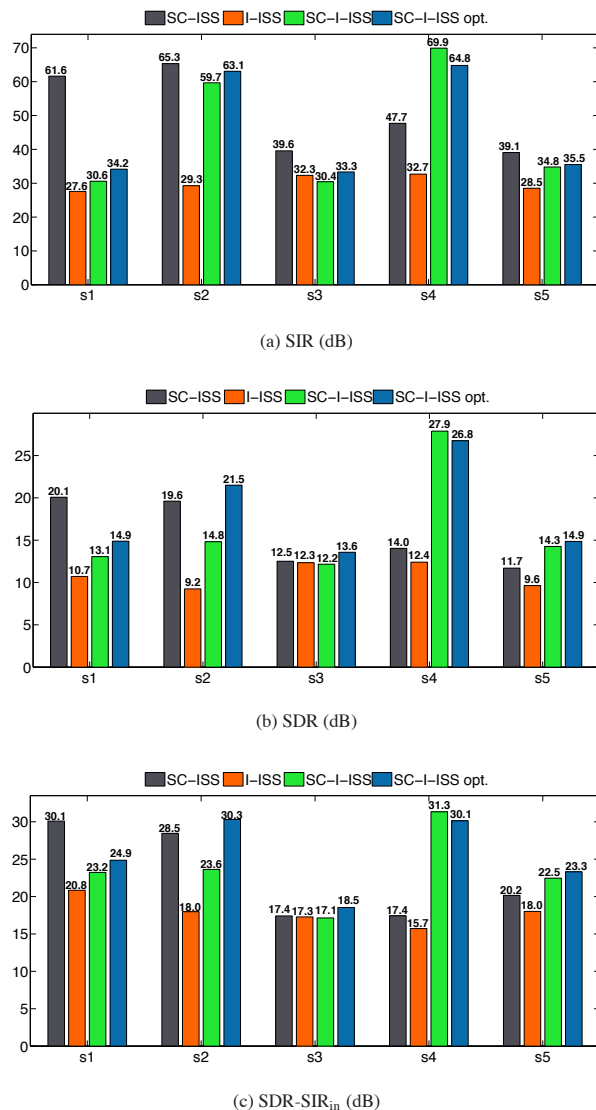 SC−ISS I−ISS SC−I−ISS SC−I−ISS opt.
70
60
50
40
30
20
10
0
61.6 27.6 30.6 34.2
65.3 29.3 59.7 63.1
39.6 32.3 30.4 33.3
47.7 32.7 69.9 64.8
39.1 28.5 34.8 35.5
s1 s2 s3 s4 s5
(a) SIR (dB)
SC−ISS I−ISS SC−I−ISS SC−I−ISS opt.
25
20
15
10
5
0
20.1 10.7 13.1 14.9
19.6 9.2 14.8 21.5
12.5 12.3 12.2 13.6
14.0 12.4 27.9 26.8
11.7 9.6 14.3 14.9
s1 s2 s3 s4 s5
(b) SDR (dB)
SC−ISS I−ISS SC−I−ISS SC−I−ISS opt.
30
25
20
15
10
5
0
30.1 20.8 23.2 24.9
28.5 18.0 23.6 30.3
17.4 17.3 17.1 18.5
17.4 15.7 31.3 30.1
20.2 18.0 22.5 23.3
s1 s2 s3 s4 s5
(c) SDR-SIRin (dB)